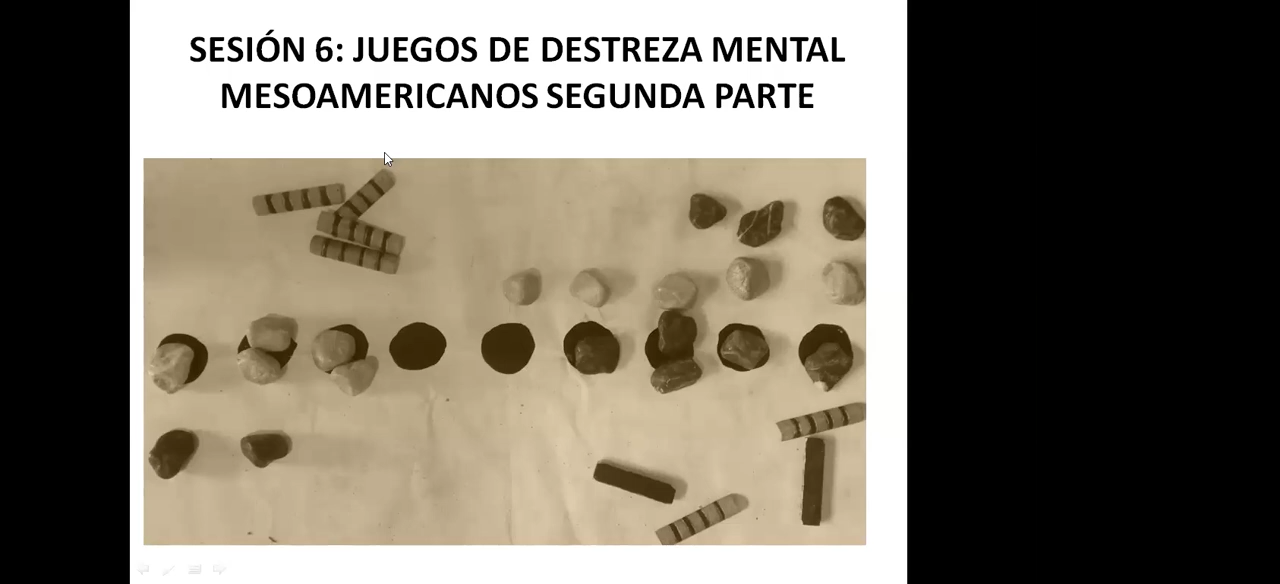 SESIÓN 6: JUEGOS DE DESTREZA MENTAL
MESOAMERICANOS SEGUNDA PARTE